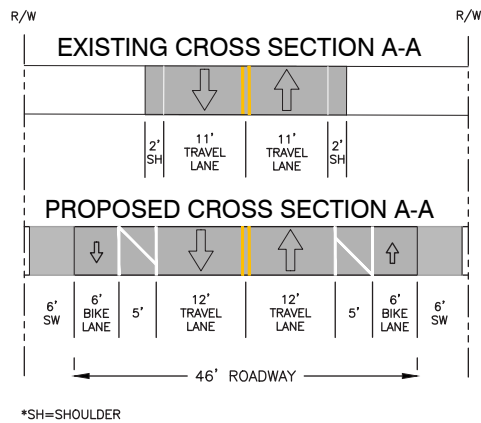 R/W R/W
EXISTING CROSS SECTION A-A
2' SH
11' TRAVEL LANE
11' TRAVEL LANE
2' SH
PROPOSED CROSS SECTION A-A
6' SW
6' BIKE LANE
5'
12' TRAVEL LANE
12' TRAVEL LANE
5'
6' BIKE LANE
6' SW
46' ROADWAY
*SH=SHOULDER